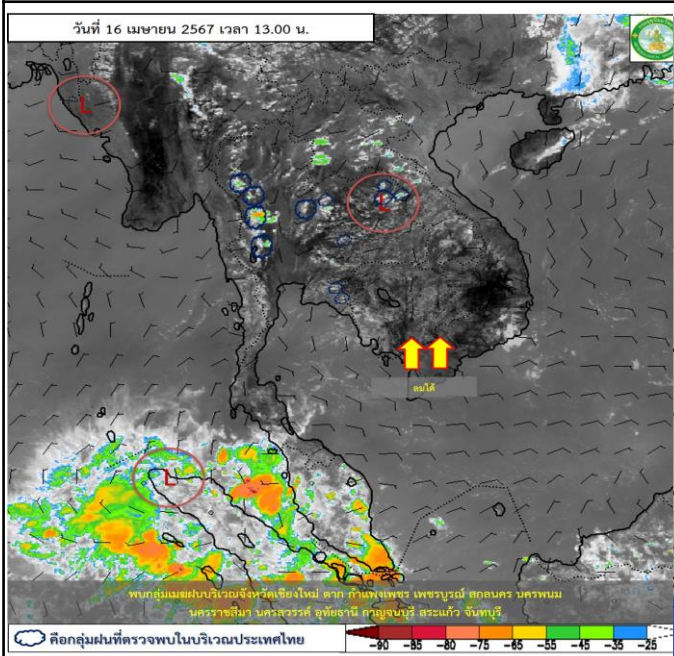 วันที่ 16 เมษายน 2567 เวลา 13.00 น.
L
L
ลมใต้
L
พบกลุ่มเมฆฝนบริเวณจังหวัดเชียงใหม่ ตาก กำแพงเพชร เพชรบูรณ์ สกลนคร นครพนม
นครราชสีมา นครสวรรค์ อุทัยธานี กาญจนบุรี สระแก้ว จันทบุรี
คือกลุ่มฝนที่ตรวจพบในบริเวณประเทศไทย
-90 -85 -80 -75 -70 -65 -60 -55 -50 -45 -40 -35 -30 -25